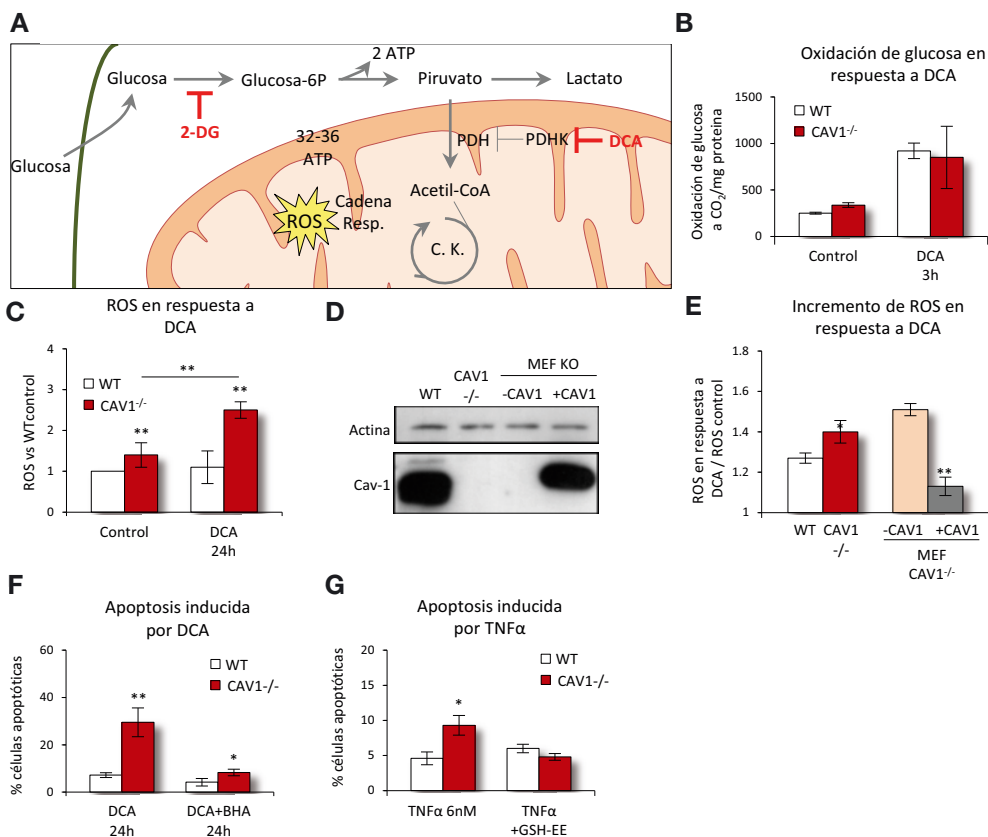 A
Glucosa
Glucosa-6P
2 ATP
Piruvato
Lactato
2-DG
Glucosa
32-36
ATP
PDH
PDHK
DCA
ROS
Cadena
Resp.
Acetil-CoA
C. K.
B
Oxidación de glucosa en
respuesta a DCA
Oxidación de glucosa
a CO2/mg proteina
1500
1000
500
0
WT
CAV1-/-
Control
DCA
3h
C
ROS en respuesta a
DCA
ROS vs WTcontrol
4
3
2
1
0
WT
CAV1-/-
**
**
**
Control
DCA
24h
D
WT
CAV1
-/-
MEF KO
-CAV1
+CAV1
Actina
Cav-1
E
Incremento de ROS en
respuesta a DCA
ROS en respuesta a
DCA / ROS control
1.8
1.6
1.4
1.2
1
*
**
WT
CAV1
-/-
-CAV1
+CAV1
MEF
CAV1-/-
F
Apoptosis inducida
por DCA
% células apoptóticas
60
40
20
0
WT
CAV1-/-
**
*
DCA
24h
DCA+BHA
24h
G
Apoptosis inducida
por TNFα
% células apoptóticas
20
15
10
5
0
WT
CAV1-/-
*
TNFα 6nM
TNFα
+GSH-EE